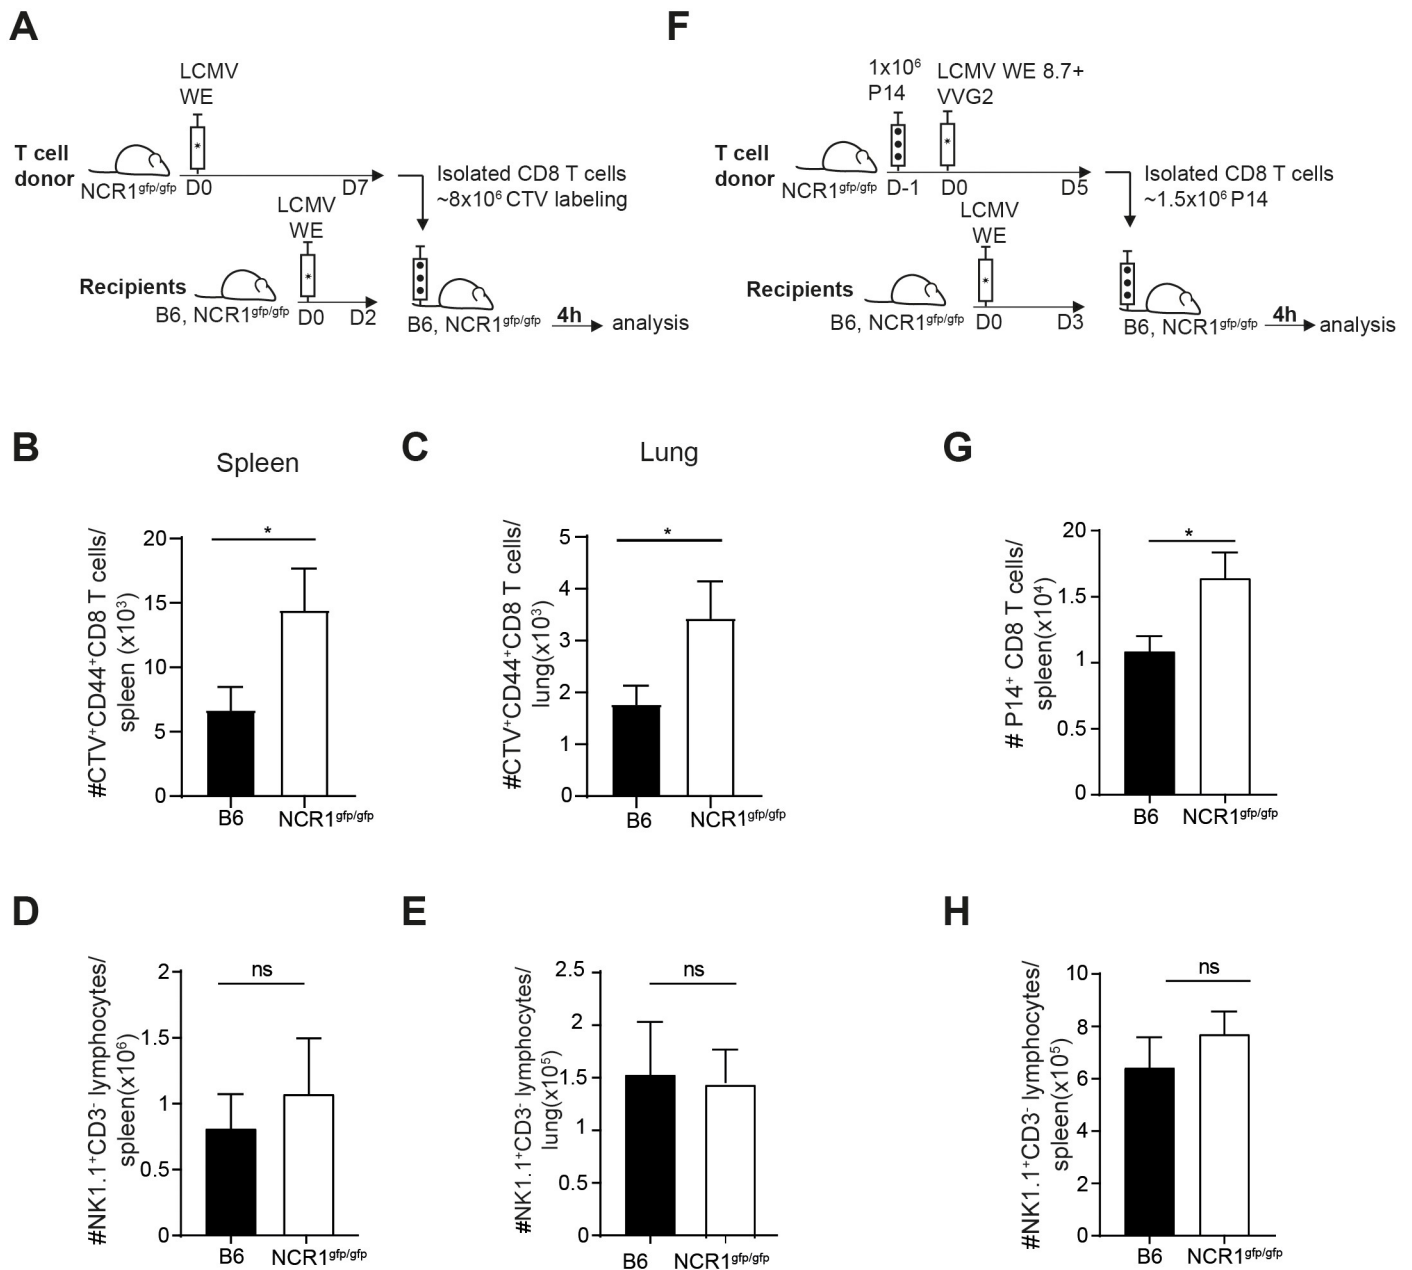 A
LCMV
WE
T cell
donor
NCR1gfp/gfp
D0
D7
Isolated CD8 T cells
~8x10⁶ CTV labeling
LCMV
WE
Recipients
B6, NCR1gfp/gfp
D0
D2
B6, NCR1gfp/gfp
4h
analysis
F
1x10⁶
P14
LCMV WE 8.7+
VVG2
T cell
donor
NCR1gfp/gfp
D-1
D0
D5
Isolated CD8 T cells
~1.5x10⁶ P14
LCMV
WE
Recipients
B6, NCR1gfp/gfp
D0
D3
B6, NCR1gfp/gfp
4h
analysis
B
Spleen
#CTV⁺CD44⁺CD8 T cells/
spleen (x10³)
20
15
10
5
0
*
B6
NCR1gfp/gfp
C
Lung
#CTV⁺CD44⁺CD8 T cells/
lung(x10³)
5
4
3
2
1
0
*
B6
NCR1gfp/gfp
G
# P14⁺ CD8 T cells/
spleen(x10⁴)
20
1.5
1
0.5
0
*
B6
NCR1gfp/gfp
D
#NK1.1⁺CD3⁻ lymphocytes/
spleen(x10⁶)
2
1.5
1
0.5
0
ns
B6
NCR1gfp/gfp
E
#NK1.1⁺CD3⁻ lymphocytes/
lung(x10⁵)
2.5
2
1.5
1
0.5
0
ns
B6
NCR1gfp/gfp
H
#NK1.1⁺CD3⁻ lymphocytes/
spleen(x10⁵)
10
8
6
4
2
0
ns
B6
NCR1gfp/gfp